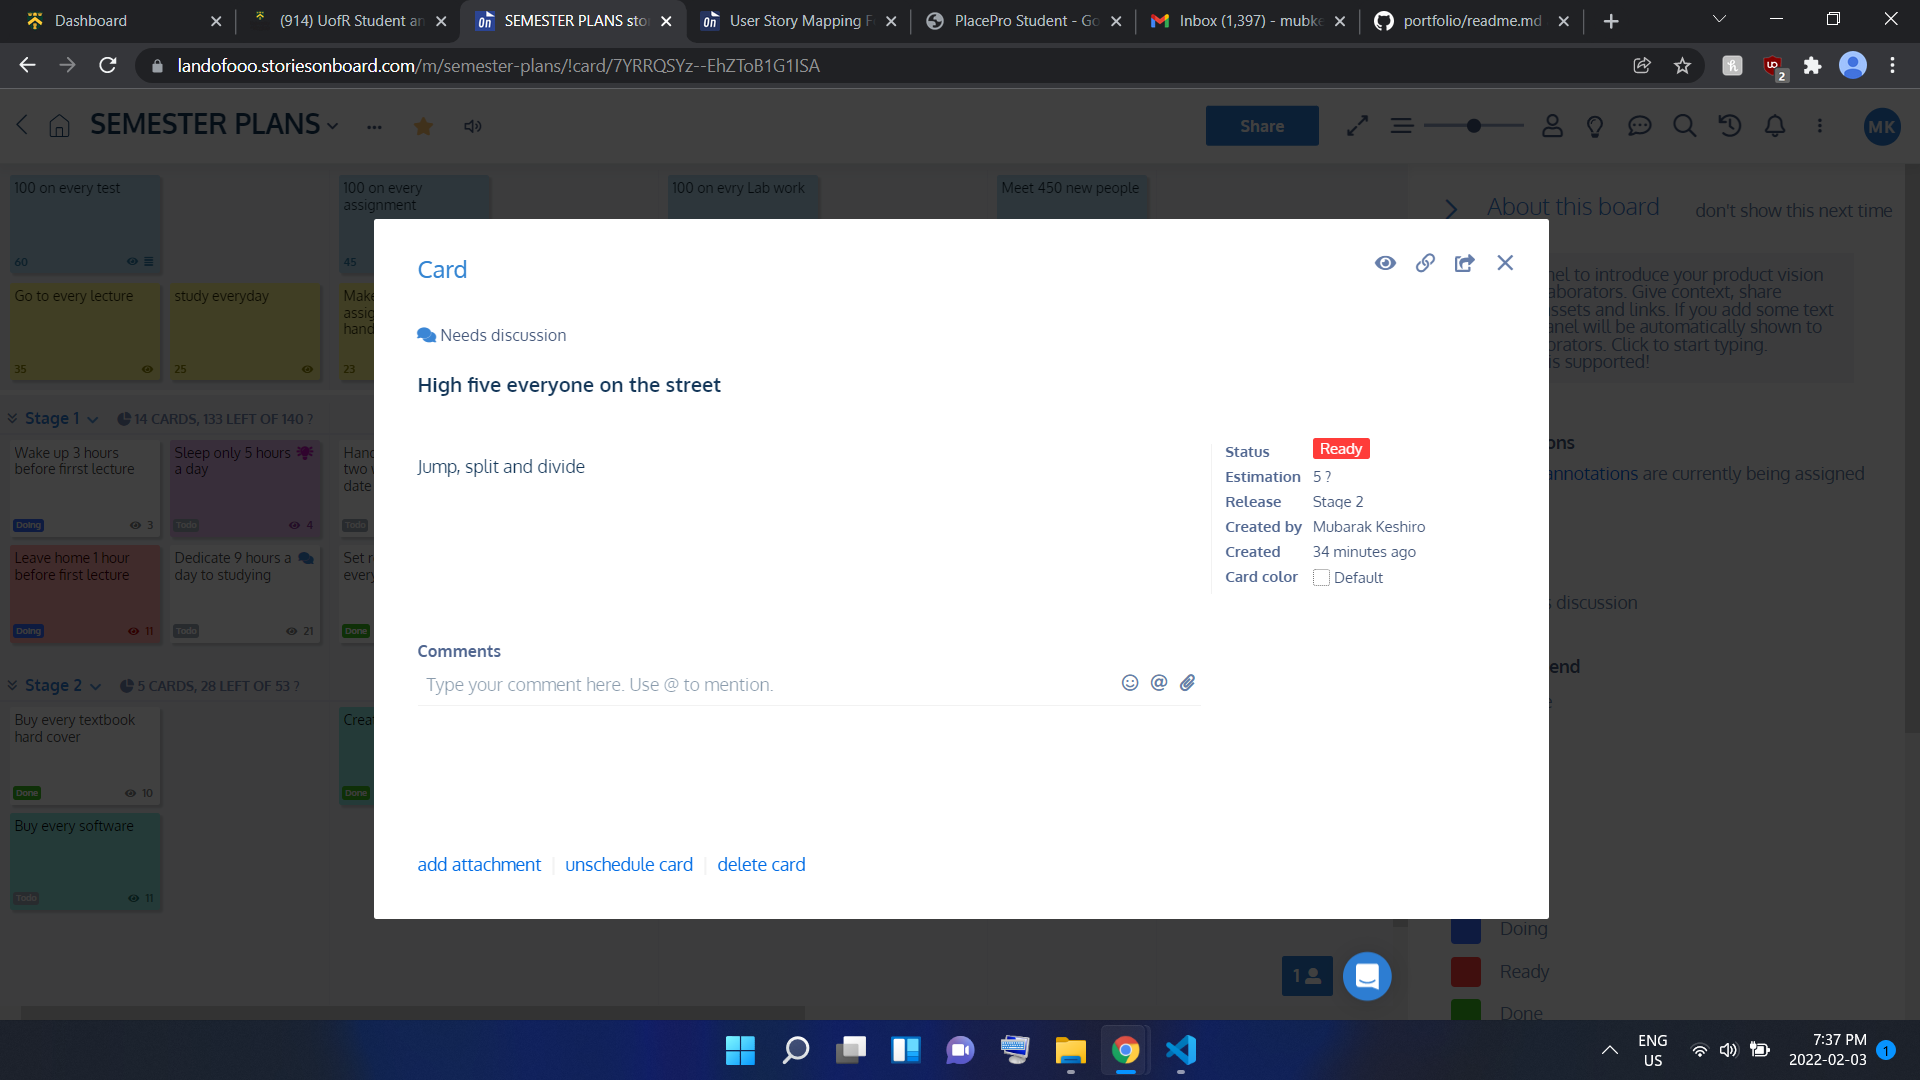 Dashboard
(914) UofR Student an
SEMESTER PLANS stor
User Story Mapping F
PlacePro Student - Go
Inbox (1,397) - mubke
portfolio/readme.md
landofooo.storiesonboard.com/m/semester-plans/!card/7YRRQSYz--EhZToB1G1ISA
2
SEMESTER PLANS
Share
MK
100 on every test
60
100 on every
assignment
45
100 on evry Lab work
Meet 450 new people
Go to every lecture
35
study everyday
25
Make
assig
hand
23
Stage 1
14 CARDS, 133 LEFT OF 140 ?
Wake up 3 hours
before firrst lecture
Doing
3
Sleep only 5 hours
a day
Todo
4
Hand
two
date
Todo
Leave home 1 hour
before first lecture
Doing
11
Dedicate 9 hours a
day to studying
Todo
21
Set r
every
Done
Stage 2
5 CARDS, 28 LEFT OF 53 ?
Buy every textbook
hard cover
Done
10
Creat
Done
Buy every software
Todo
11
Card
Needs discussion
High five everyone on the street
Jump, split and divide
Status Ready
Estimation 5 ?
Release Stage 2
Created by Mubarak Keshiro
Created 34 minutes ago
Card color Default
Comments
Type your comment here. Use @ to mention.
add attachment
unschedule card
delete card
About this board
don't show this next time
nel to introduce your product vision
aborators. Give context, share
ssets and links. If you add some text
anel will be automatically shown to
orators. Click to start typing.
is supported!
ons
annotations are currently being assigned
s discussion
end
Doing
Ready
Done
1
ENG
US
7:37 PM
2022-02-03
1